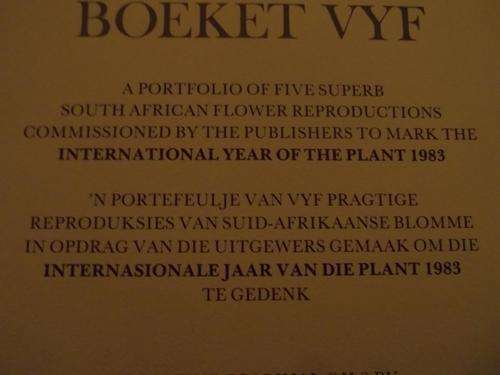 BOEKET VYF
A PORTFOLIO OF FIVE SUPERB
SOUTH AFRICAN FLOWER REPRODUCTIONS
COMMISSIONED BY THE PUBLISHERS TO MARK THE
INTERNATIONAL YEAR OF THE PLANT 1983
'N PORTEFEULJE VAN VYF PRAGTIGE
REPRODUKSIES VAN SUID-AFRIKAANSE BLOMME
IN OPDRAG VAN DIE UITGEWERS GEMAAK OM DIE
INTERNASIONALE JAAR VAN DIE PLANT 1983
TE GEDENK